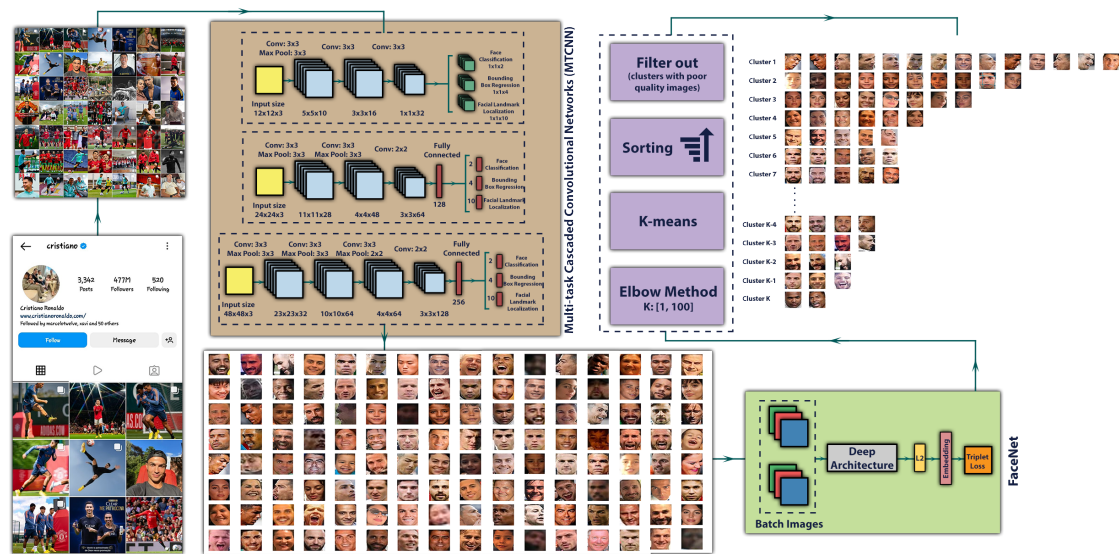 cristiano
3,342
477M
520
Posts
Followers
Following
Cristiano Ronaldo
www.cristianoronaldo.com/
Followed by marcelotwelve, xavi and 30 others
Follow
Message
Multi-task Cascaded Convolutional Networks (MTCNN)
Conv: 3x3
Max Pool: 3x3
Conv: 3x3
Conv: 3x3
Input size
12x12x3
5x5x10
3x3x16
1x1x32
Face
Classification
1x1x2
Bounding
Box Regression
1x1x4
Facial Landmark
Localization
1x1x10
Conv: 3x3
Max Pool: 3x3
Conv: 3x3
Max Pool: 3x3
Conv: 2x2
Fully
Connected
Input size
24x24x3
11x11x28
4x4x48
3x3x64
128
2
Face
Classification
4
Bounding
Box Regression
10
Facial Landmark
Localization
Conv: 3x3
Max Pool: 3x3
Conv: 3x3
Max Pool: 3x3
Conv: 3x3
Max Pool: 2x2
Conv: 2x2
Fully
Connected
Input size
48x48x3
23x23x32
10x10x64
4x4x64
3x3x128
256
2
Face
Classification
4
Bounding
Box Regression
10
Facial Landmark
Localization
Batch Images
Deep
Architecture
L2
Embedding
Triplet
Loss
FaceNet
Filter out
(clusters with poor
quality images)
Sorting
K-means
Elbow Method
K: [1, 100]
Cluster 1
Cluster 2
Cluster 3
Cluster 4
Cluster 5
Cluster 6
Cluster 7
Cluster K-4
Cluster K-3
Cluster K-2
Cluster K-1
Cluster K